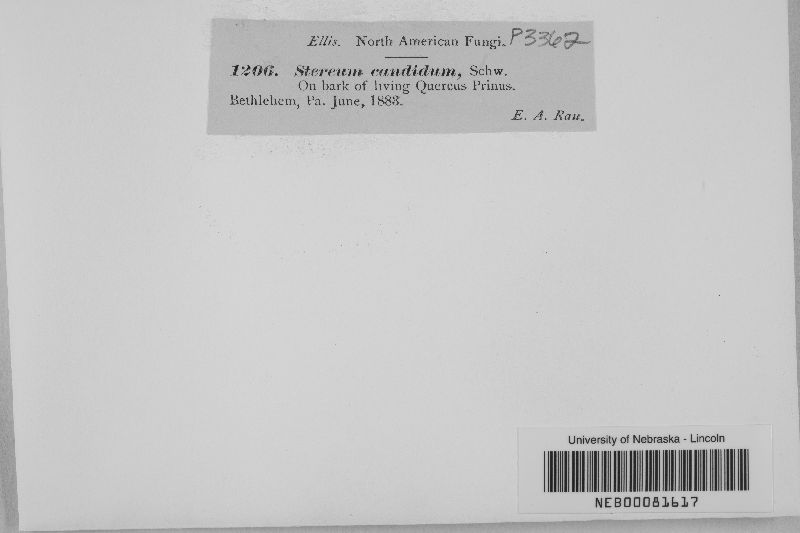 Ellis. North American Fungi. P3362
1206. Stereum candidum, Schw.
On bark of living Quercus Prinus.
Bethlehem, Pa. June, 1883.
E. A. Rau.
University of Nebraska - Lincoln
NEB00081617